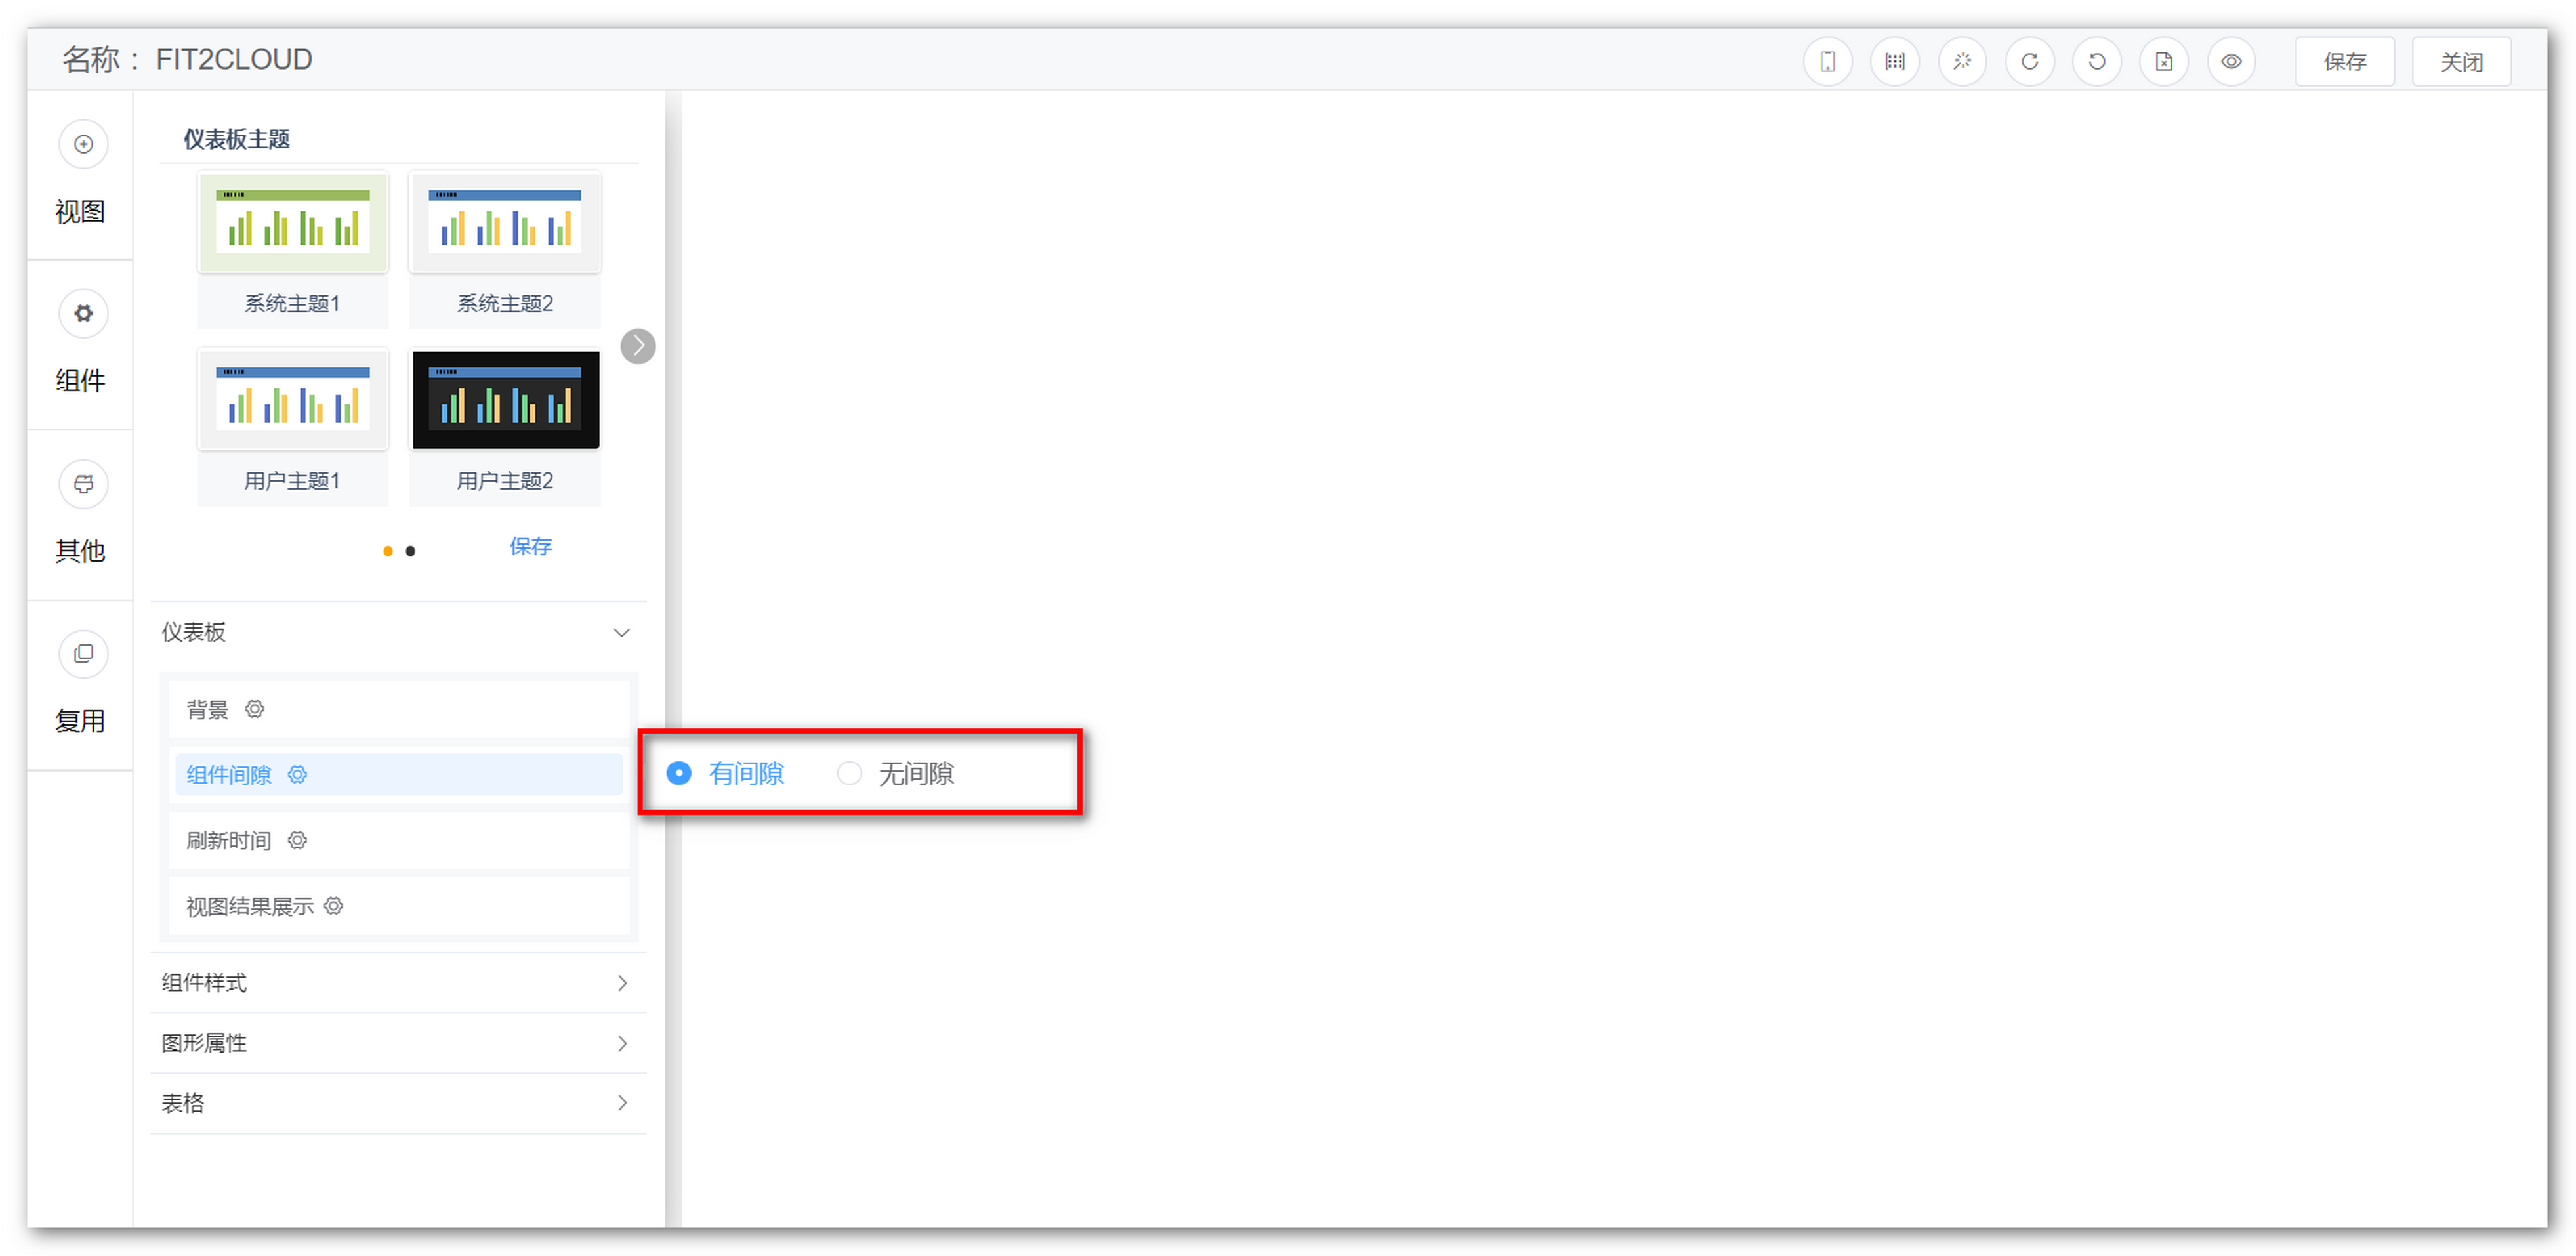 名称： FIT2CLOUD
保存
关闭
视图
组件
其他
复用
仪表板主题
系统主题1
系统主题2
用户主题1
用户主题2
保存
仪表板
背景
组件间隙
有间隙
无间隙
刷新时间
视图结果展示
组件样式
图形属性
表格